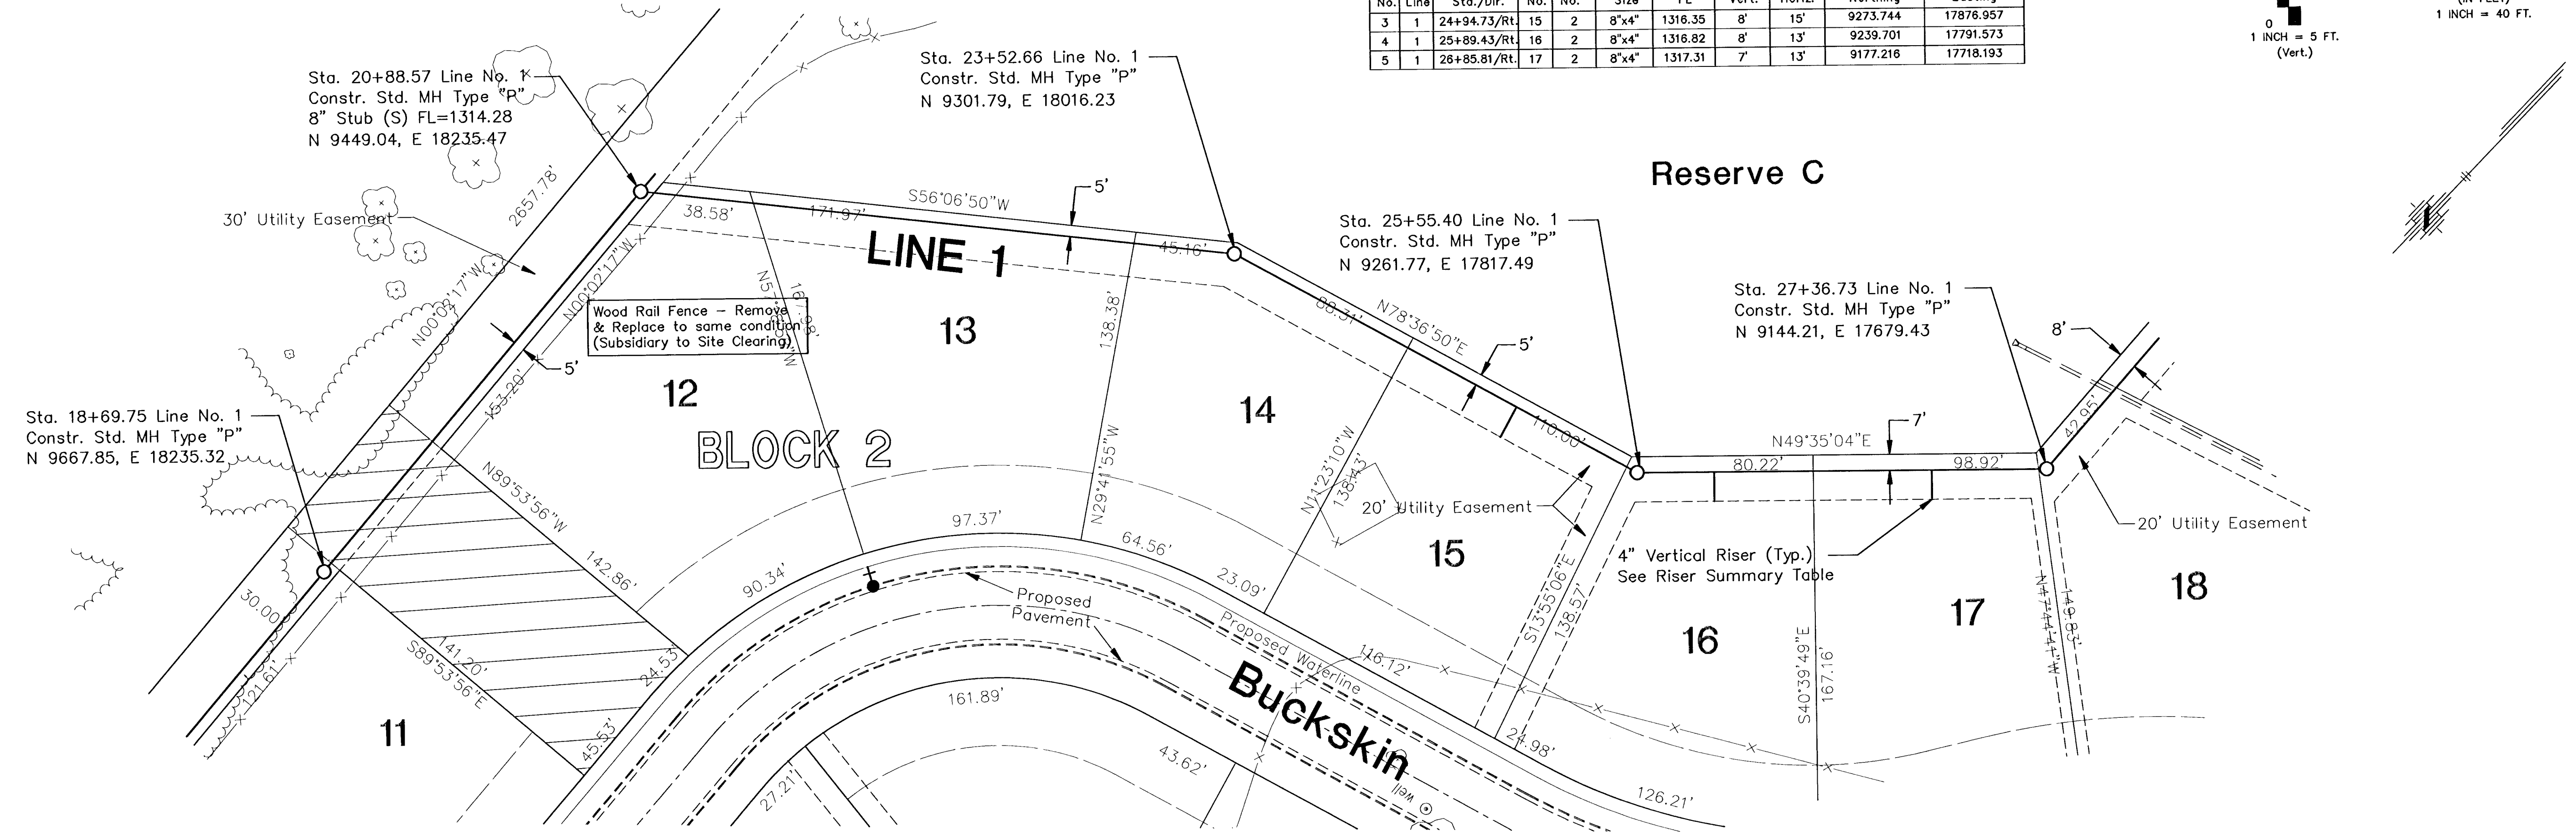 No. Line Sta./Dir. No. No. Size FL Vert. Horiz. Northing Easting
3 1 24+94.73/Rt. 15 2 8"x4" 1316.35 8' 15' 9273.744 17876.957
4 1 25+89.43/Rt. 16 2 8"x4" 1316.82 8' 13' 9239.701 17791.573
5 1 26+85.81/Rt. 17 2 8"x4" 1317.31 7' 13' 9177.216 17718.193
0
1 INCH = 5 FT.
(Vert.)
(IN FEET)
1 INCH = 40 FT.
Sta. 20+88.57 Line No. 1
Constr. Std. MH Type "P"
8" Stub (S) FL=1314.28
N 9449.04, E 18235.47
Sta. 23+52.66 Line No. 1
Constr. Std. MH Type "P"
N 9301.79, E 18016.23
Reserve C
Sta. 25+55.40 Line No. 1
Constr. Std. MH Type "P"
N 9261.77, E 17817.49
Sta. 27+36.73 Line No. 1
Constr. Std. MH Type "P"
N 9144.21, E 17679.43
Sta. 18+69.75 Line No. 1
Constr. Std. MH Type "P"
N 9667.85, E 18235.32
30' Utility Easement
2657.78'
N00°02'17"W
N00°02'17"W
153.20'
5'
38.58'
171.97'
S56°06'50"W
5'
45.16'
LINE 1
Wood Rail Fence - Remove
& Replace to same condition
(Subsidiary to Site Clearing)
167.98'
12
13
14
15
16
17
18
11
BLOCK 2
138.38'
N29°41'55"W
88.31'
N78°36'50"E
5'
110.00'
N11°23'10"W
138.43'
20' Utility Easement
7'
N49°35'04"E
80.22'
98.92'
8'
42.95'
20' Utility Easement
4" Vertical Riser (Typ.)
See Riser Summary Table
S13°55'06"E
138.57'
S40°39'49"E
167.16'
N47°44'41"W
149.83'
N89°53'56"W
142.86'
141.20'
S89°53'56"E
30.00'
121.61'
24.53'
45.53'
90.34'
97.37'
64.56'
23.09'
116.12'
24.98'
126.21'
Proposed
Pavement
Proposed Waterline
Buckskin
161.89'
43.62'
27.21'
well